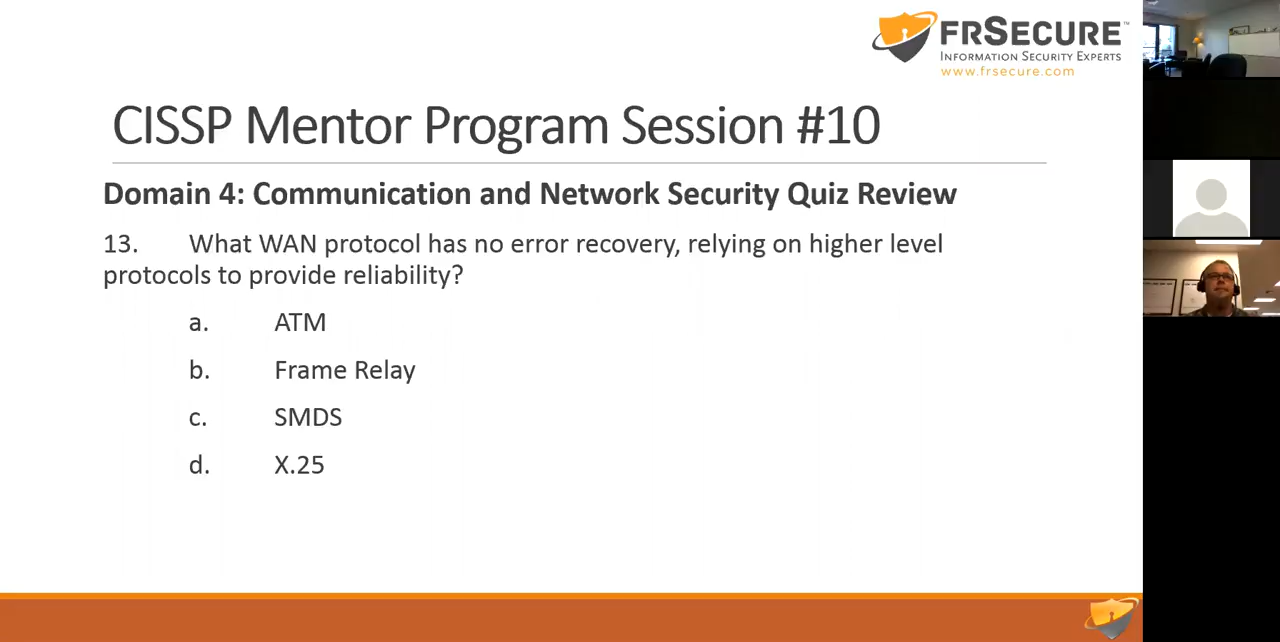 FRSECURE™
INFORMATION SECURITY EXPERTS
www.frsecure.com
CISSP Mentor Program Session #10
Domain 4: Communication and Network Security Quiz Review
13. What WAN protocol has no error recovery, relying on higher level
protocols to provide reliability?
a. ATM
b. Frame Relay
c. SMDS
d. X.25